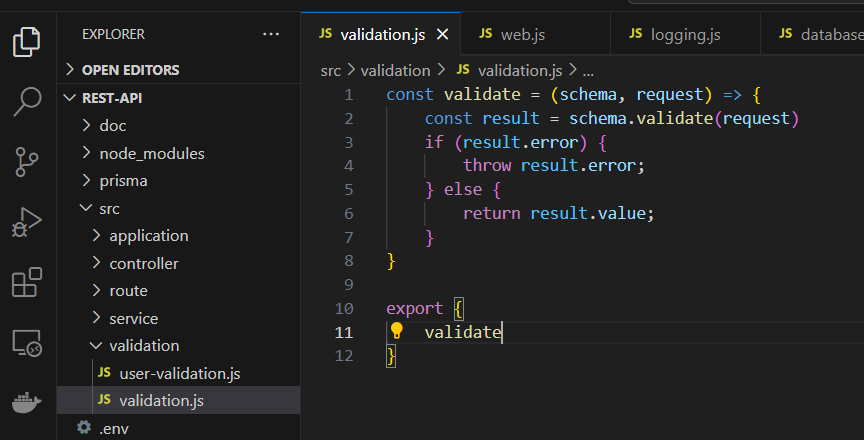 EXPLORER
OPEN EDITORS
REST-API
doc
node_modules
prisma
src
application
controller
route
service
validation
JS user-validation.js
JS validation.js
.env
JS validation.js
JS web.js
JS logging.js
JS database
src > validation > JS validation.js > ...
1 const validate = (schema, request) => {
2 const result = schema.validate(request)
3 if (result.error) {
4 throw result.error;
5 } else {
6 return result.value;
7 }
8 }
9
10 export {
11 validate
12 }